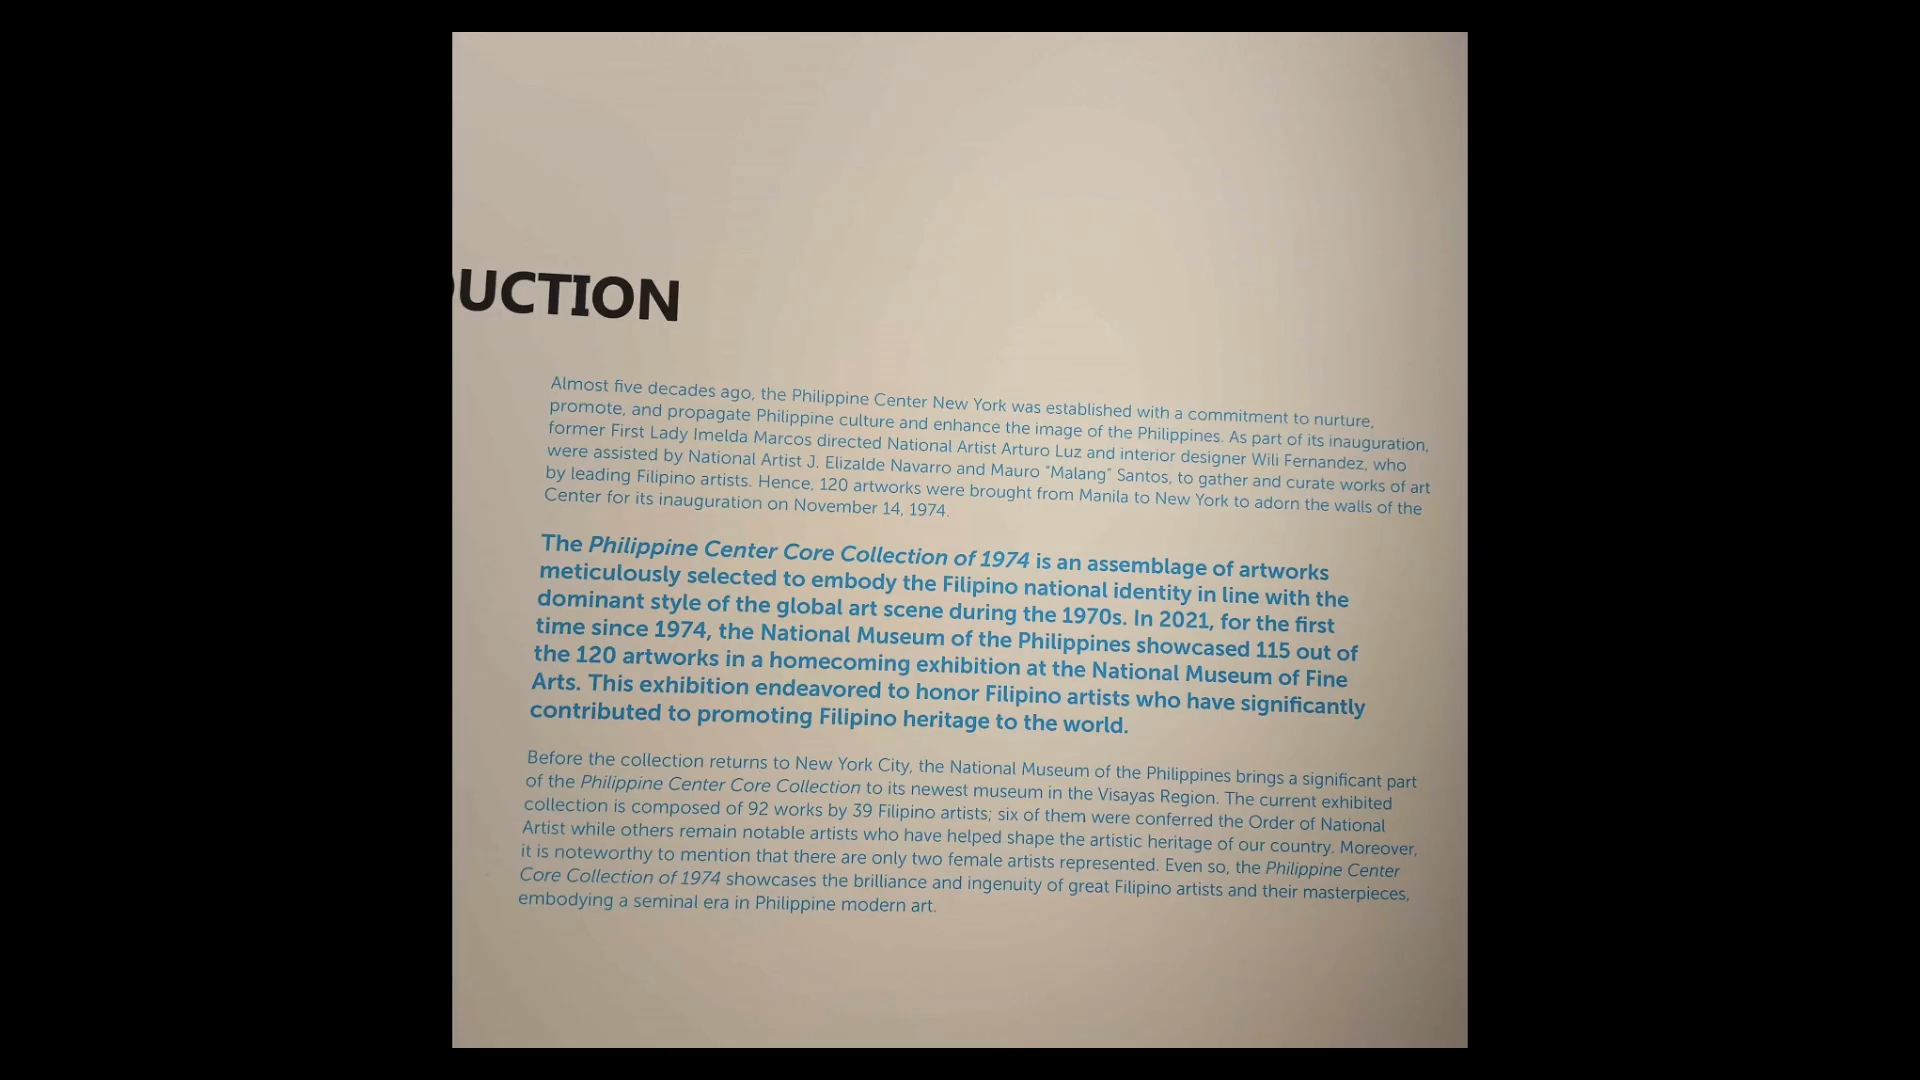 DUCTION
Almost five decades ago, the Philippine Center New York was established with a commitment to nurture,
promote, and propagate Philippine culture and enhance the image of the Philippines. As part of its inauguration,
former First Lady Imelda Marcos directed National Artist Arturo Luz and interior designer Wili Fernandez, who
were assisted by National Artist J. Elizalde Navarro and Mauro "Malang" Santos, to gather and curate works of art
by leading Filipino artists. Hence, 120 artworks were brought from Manila to New York to adorn the walls of the
Center for its inauguration on November 14, 1974.
The Philippine Center Core Collection of 1974 is an assemblage of artworks
meticulously selected to embody the Filipino national identity in line with the
dominant style of the global art scene during the 1970s. In 2021, for the first
time since 1974, the National Museum of the Philippines showcased 115 out of
the 120 artworks in a homecoming exhibition at the National Museum of Fine
Arts. This exhibition endeavored to honor Filipino artists who have significantly
contributed to promoting Filipino heritage to the world.
Before the collection returns to New York City, the National Museum of the Philippines brings a significant part
of the Philippine Center Core Collection to its newest museum in the Visayas Region. The current exhibited
collection is composed of 92 works by 39 Filipino artists; six of them were conferred the Order of National
Artist while others remain notable artists who have helped shape the artistic heritage of our country. Moreover,
it is noteworthy to mention that there are only two female artists represented. Even so, the Philippine Center
Core Collection of 1974 showcases the brilliance and ingenuity of great Filipino artists and their masterpieces,
embodying a seminal era in Philippine modern art.